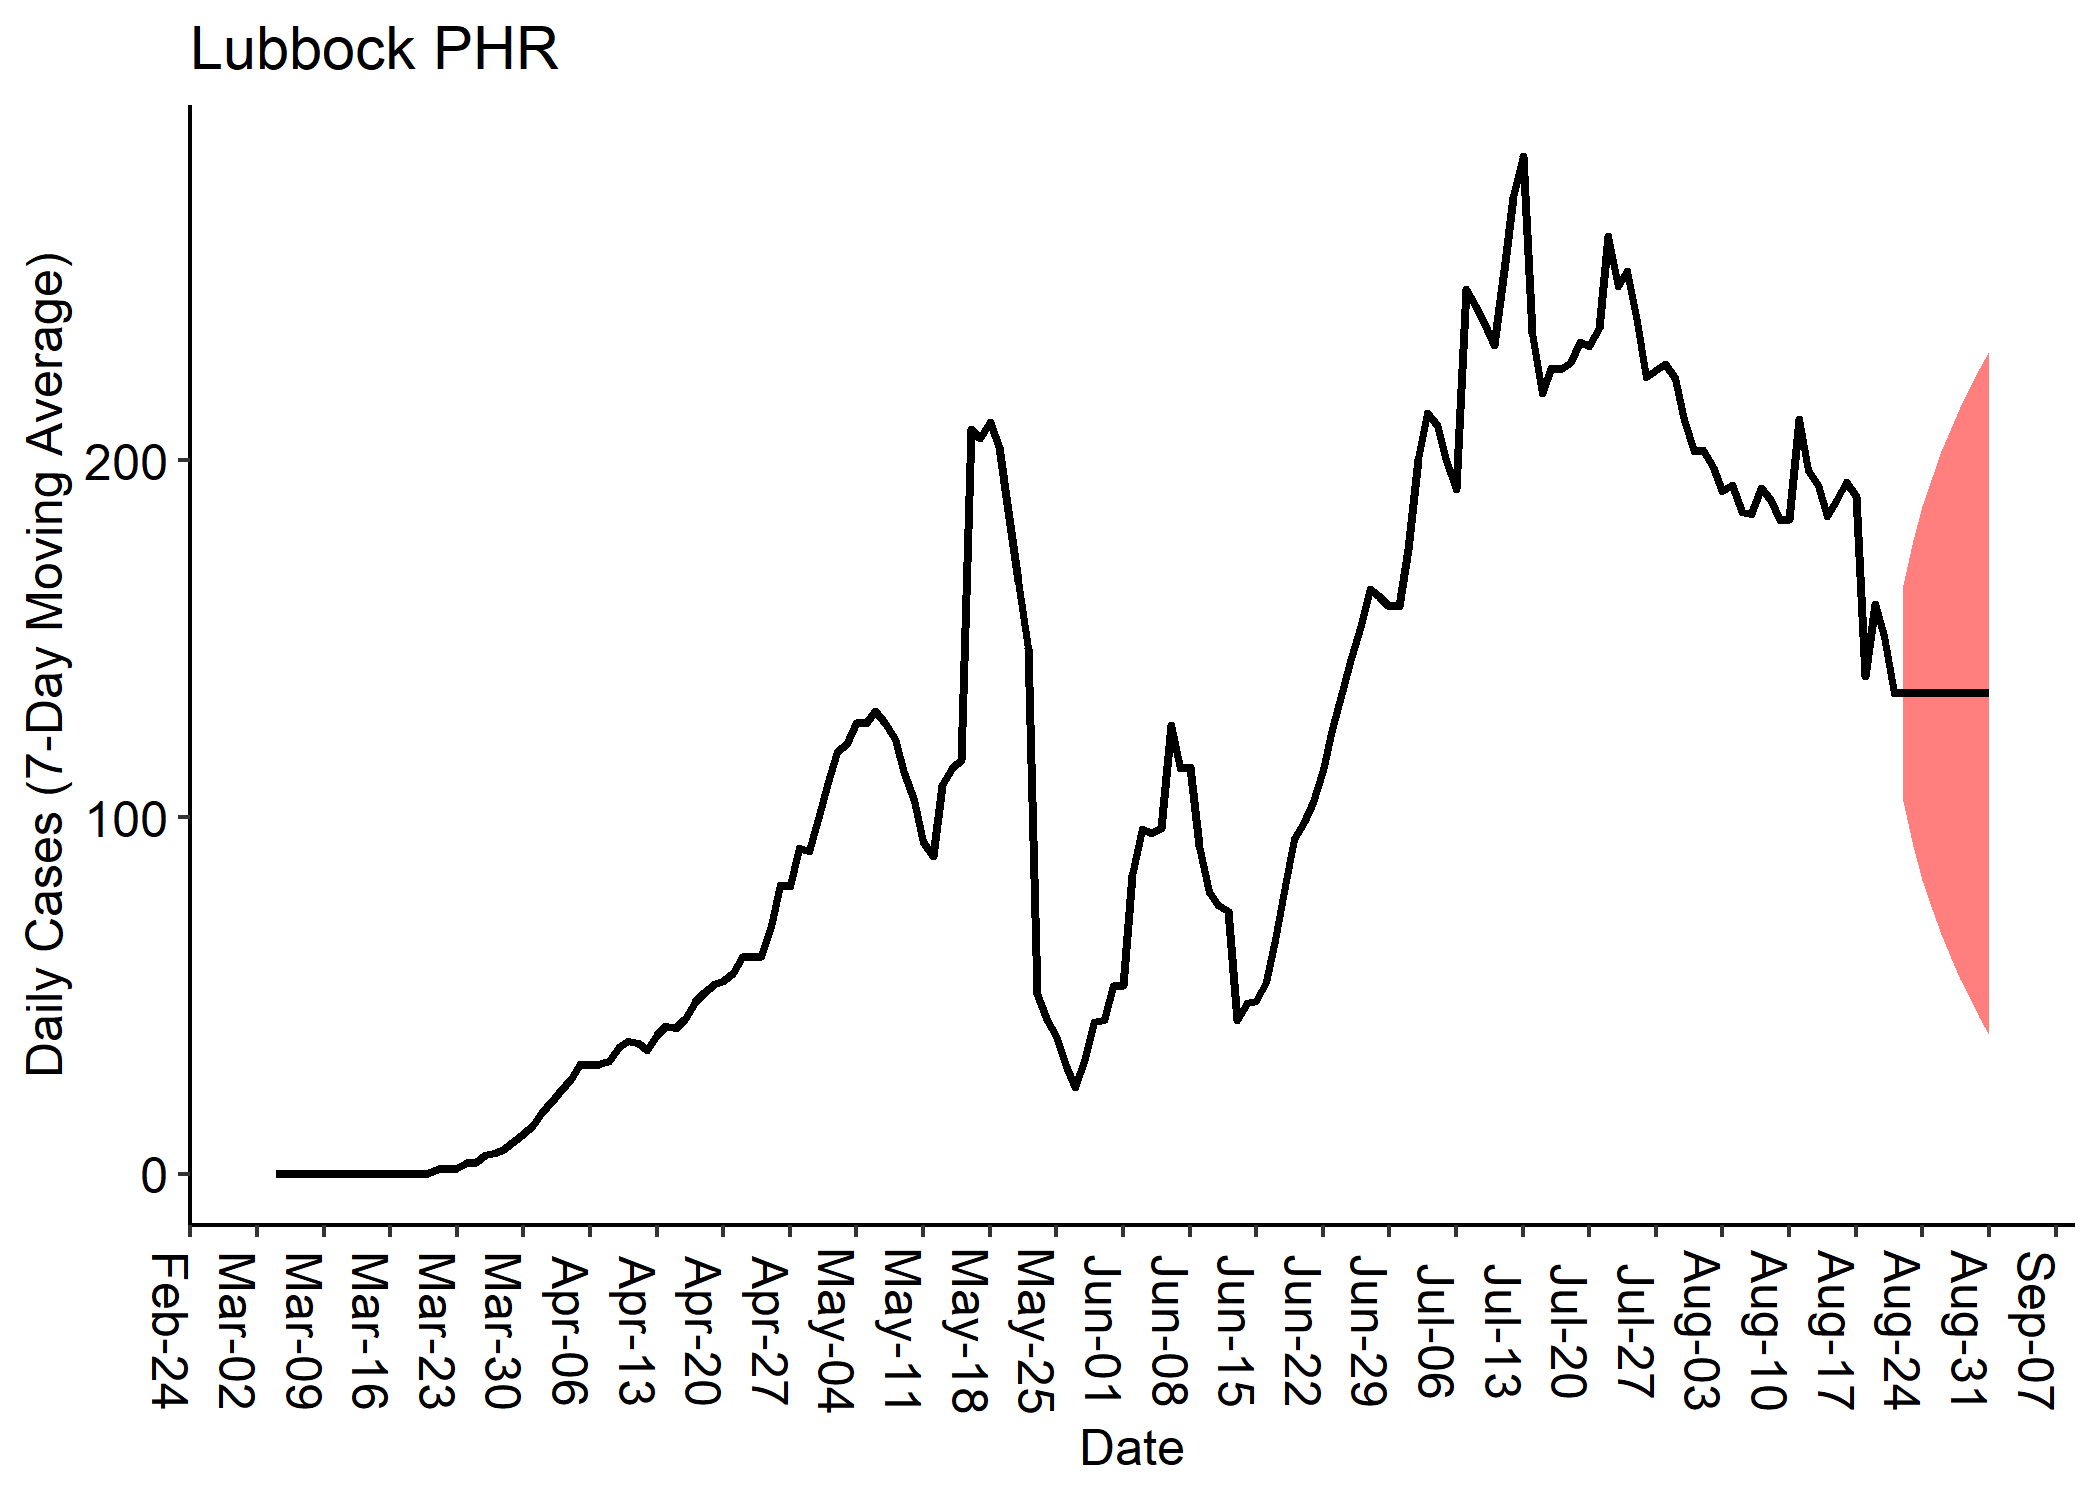 Lubbock PHR
Daily Cases (7-Day Moving Average)
200
100
0
Feb-24
Mar-02
Mar-09
Mar-16
Mar-23
Mar-30
Apr-06
Apr-13
Apr-20
Apr-27
May-04
May-11
May-18
May-25
Jun-01
Jun-08
Jun-15
Jun-22
Jun-29
Jul-06
Jul-13
Jul-20
Jul-27
Aug-03
Aug-10
Aug-17
Aug-24
Aug-31
Sep-07
Date